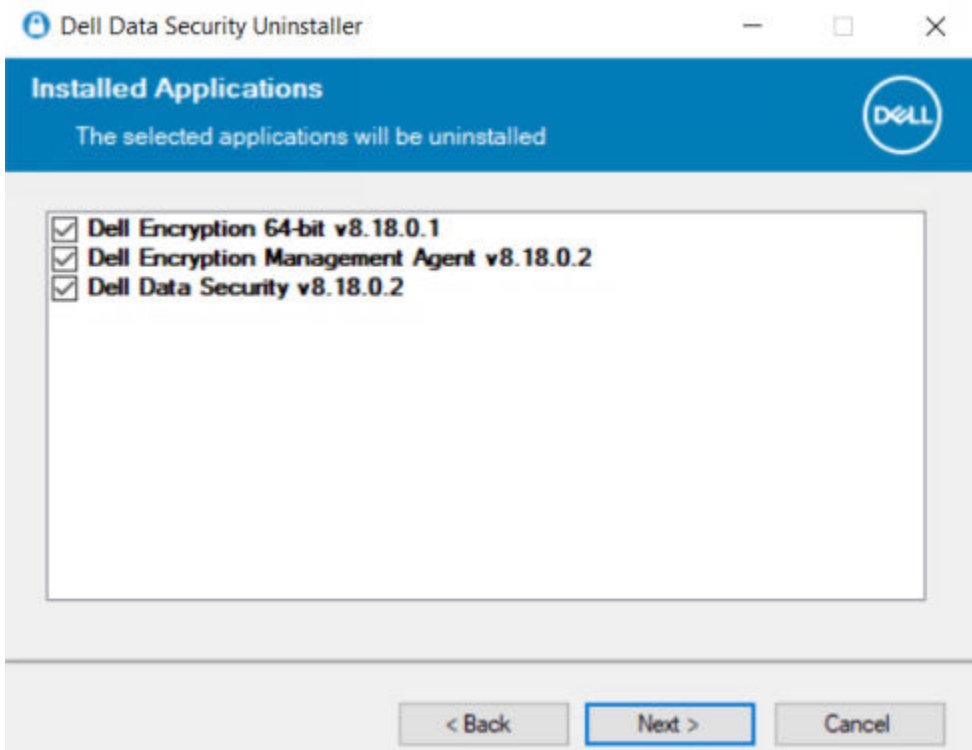 Dell Data Security Uninstaller
Installed Applications
The selected applications will be uninstalled
DELL
Dell Encryption 64-bit v8.18.0.1
Dell Encryption Management Agent v8.18.0.2
Dell Data Security v8.18.0.2
< Back Next > Cancel